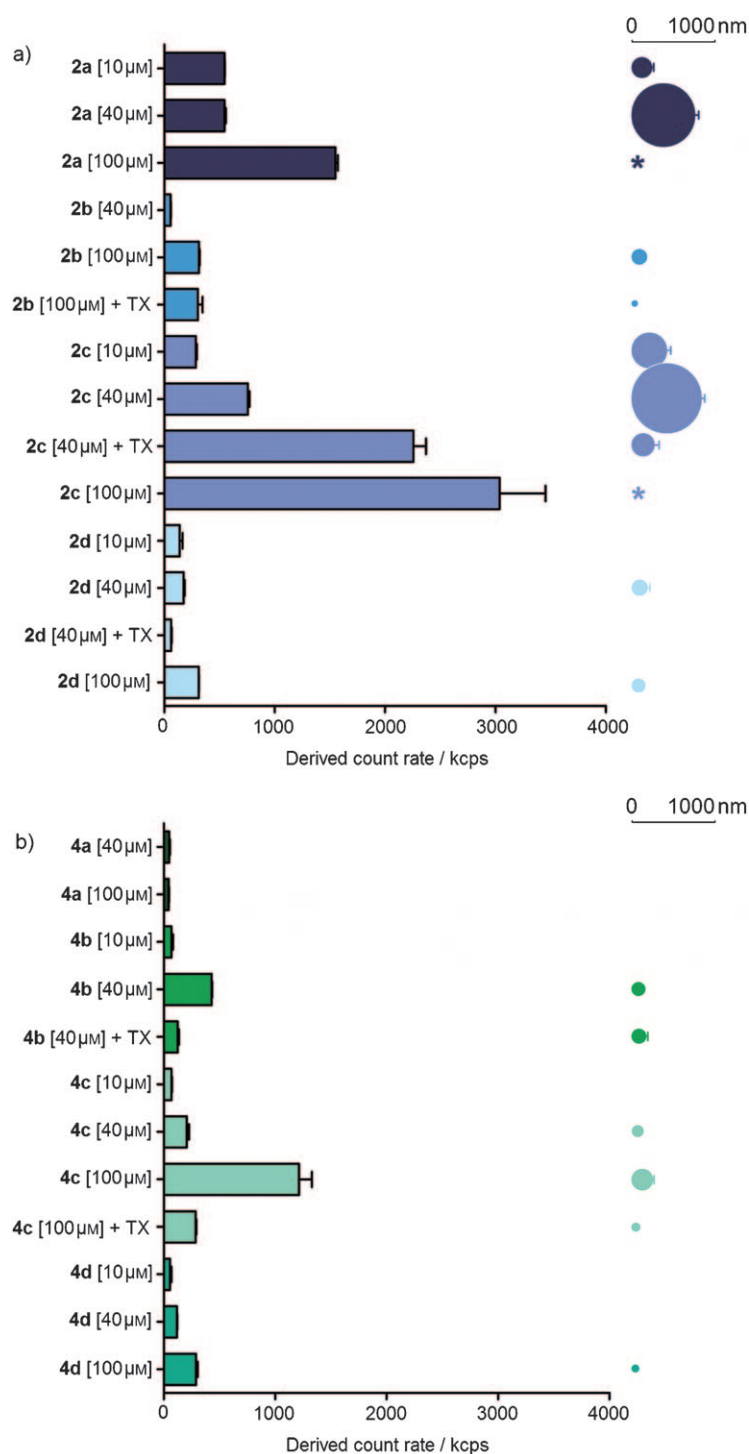 0 1000 nm
a)
2a [10 µM]
2a [40 µM]
2a [100 µM]
*
2b [40 µM]
2b [100 µM]
2b [100 µM] + TX
2c [10 µM]
2c [40 µM]
2c [40 µM] + TX
2c [100 µM]
*
2d [10 µM]
2d [40 µM]
2d [40 µM] + TX
2d [100 µM]
0 1000 2000 3000 4000
Derived count rate / kcps
0 1000 nm
b)
4a [40 µM]
4a [100 µM]
4b [10 µM]
4b [40 µM]
4b [40 µM] + TX
4c [10 µM]
4c [40 µM]
4c [100 µM]
4c [100 µM] + TX
4d [10 µM]
4d [40 µM]
4d [100 µM]
0 1000 2000 3000 4000
Derived count rate / kcps